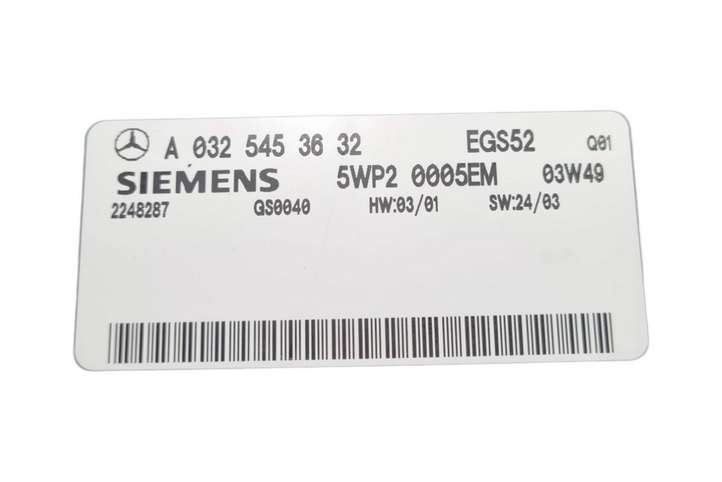 A 032 545 36 32 EGS52 Q01
SIEMENS 5WP2 0005EM 03W49
2248287 QS0040 HW:03/01 SW:24/03